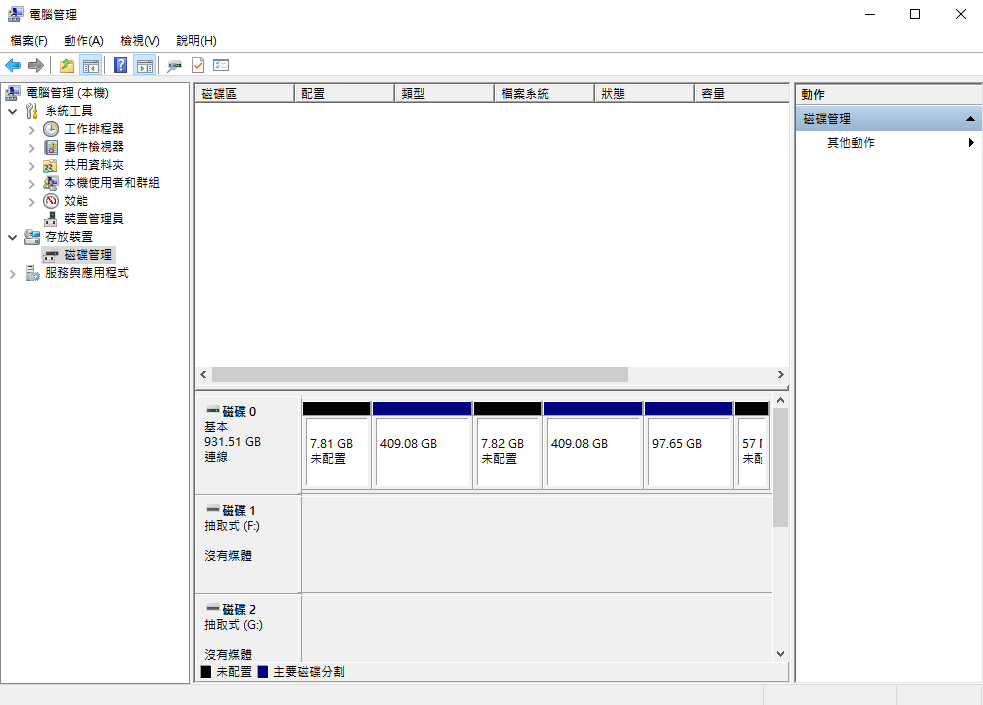 電腦管理
檔案(F) 動作(A) 檢視(V) 說明(H)
電腦管理 (本機)
系統工具
工作排程器
事件檢視器
共用資料夾
本機使用者和群組
效能
裝置管理員
存放裝置
磁碟管理
服務與應用程式
磁碟區 配置 類型 檔案系統 狀態 容量
磁碟 0
基本
931.51 GB
連線
7.81 GB
未配置
409.08 GB
7.82 GB
未配置
409.08 GB
97.65 GB
57
未配
磁碟 1
抽取式 (F:)
沒有媒體
磁碟 2
抽取式 (G:)
沒有媒體
未配置 主要磁碟分割
動作
磁碟管理
其他動作